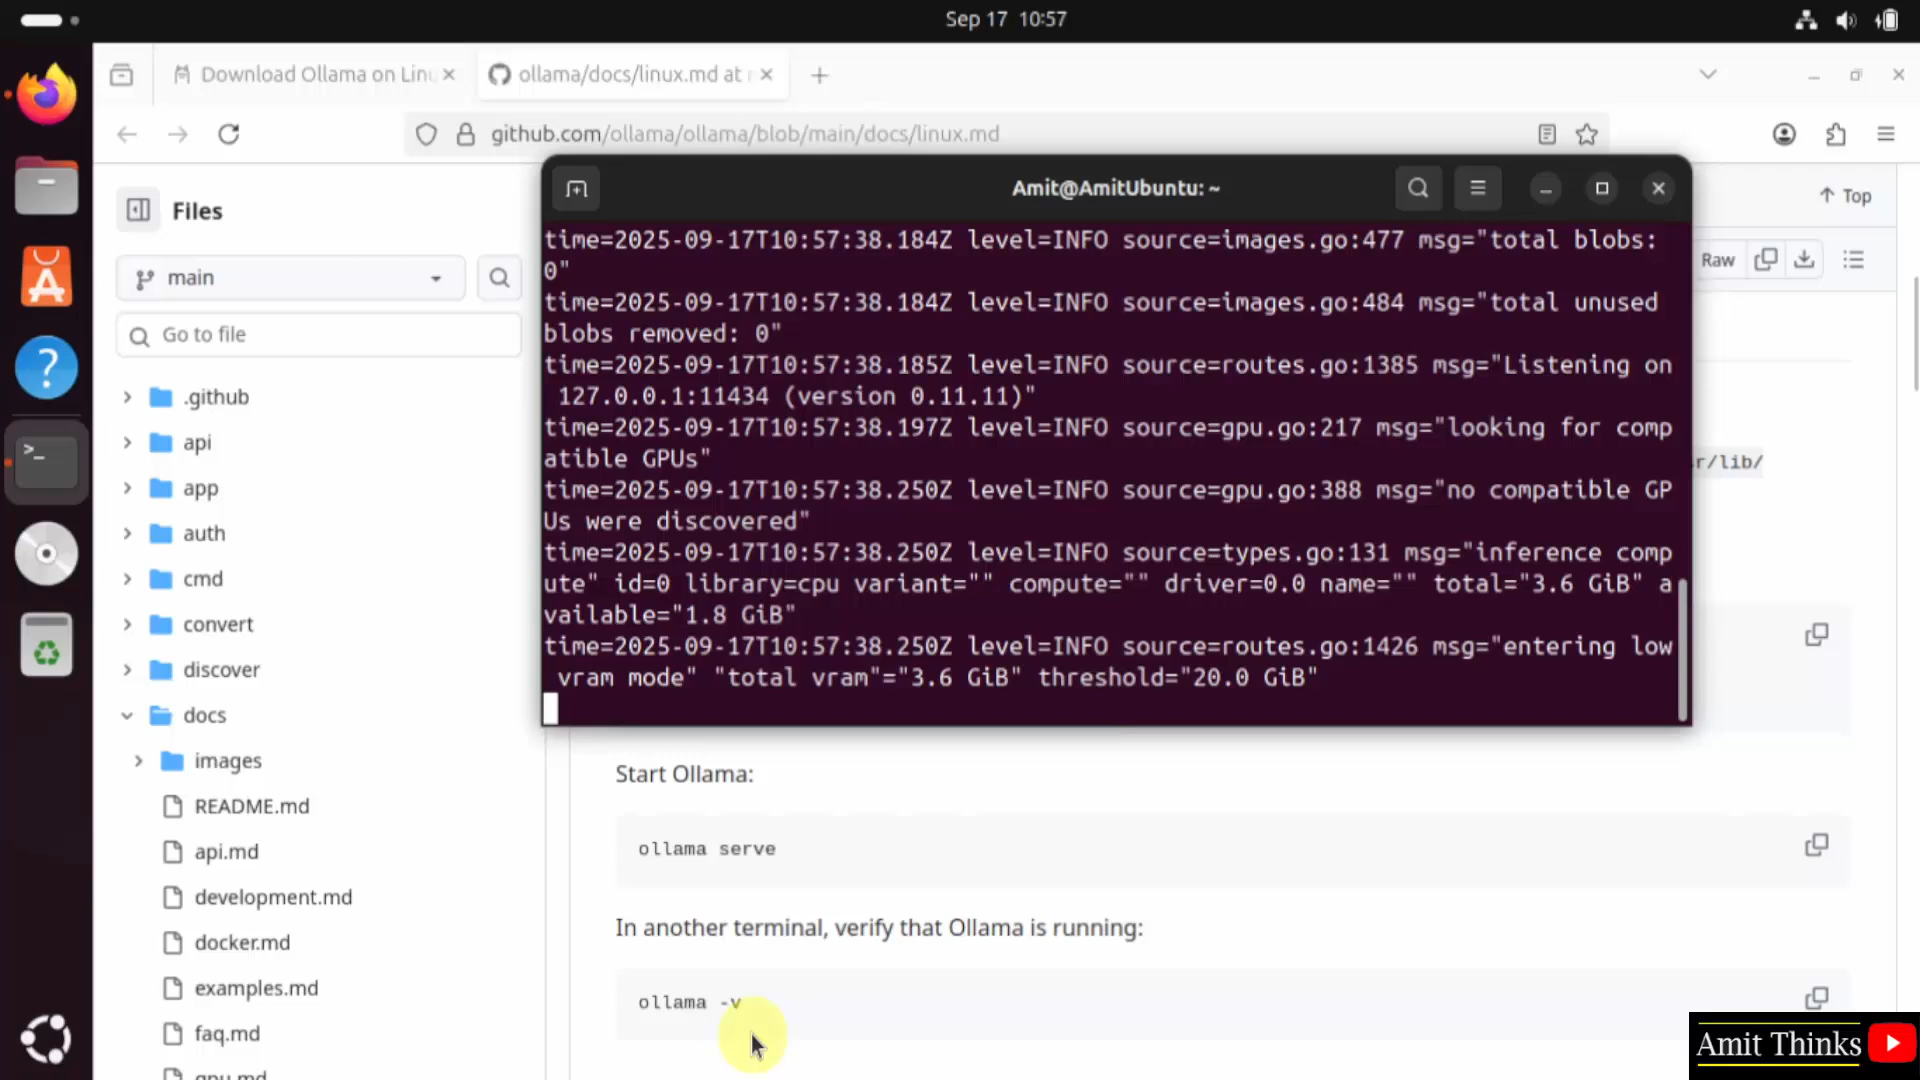 Sep 17 10:57
Download Ollama on Linu
ollama/docs/linux.md at
github.com/ollama/ollama/blob/main/docs/linux.md
Files
main
Go to file
.github
api
app
auth
cmd
convert
discover
docs
images
README.md
api.md
development.md
docker.md
examples.md
faq.md
gpu.md
Amit@AmitUbuntu: ~
time=2025-09-17T10:57:38.184Z level=INFO source=images.go:477 msg="total blobs:
0"
time=2025-09-17T10:57:38.184Z level=INFO source=images.go:484 msg="total unused
blobs removed: 0"
time=2025-09-17T10:57:38.185Z level=INFO source=routes.go:1385 msg="Listening on
127.0.0.1:11434 (version 0.11.11)"
time=2025-09-17T10:57:38.197Z level=INFO source=gpu.go:217 msg="looking for comp
atible GPUs"
time=2025-09-17T10:57:38.250Z level=INFO source=gpu.go:388 msg="no compatible GP
Us were discovered"
time=2025-09-17T10:57:38.250Z level=INFO source=types.go:131 msg="inference comp
ute" id=0 library=cpu variant="" compute="" driver=0.0 name="" total="3.6 GiB" a
vailable="1.8 GiB"
time=2025-09-17T10:57:38.250Z level=INFO source=routes.go:1426 msg="entering low
vram mode" "total vram"="3.6 GiB" threshold="20.0 GiB"
Top
Raw
r/lib/
Start Ollama:
ollama serve
In another terminal, verify that Ollama is running:
ollama -v
Amit Thinks